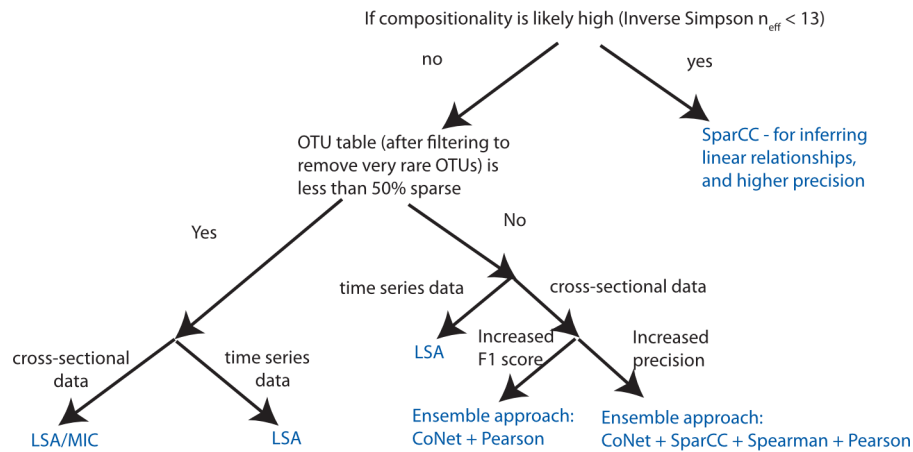 If compositionality is likely high (Inverse Simpson neff < 13)
no
yes
OTU table (after filtering to
remove very rare OTUs) is
less than 50% sparse
SparCC - for inferring
linear relationships,
and higher precision
Yes
No
time series data
cross-sectional data
cross-sectional
data
time series
data
LSA
Increased
F1 score
Increased
precision
LSA/MIC
LSA
Ensemble approach:
CoNet + Pearson
Ensemble approach:
CoNet + SparCC + Spearman + Pearson